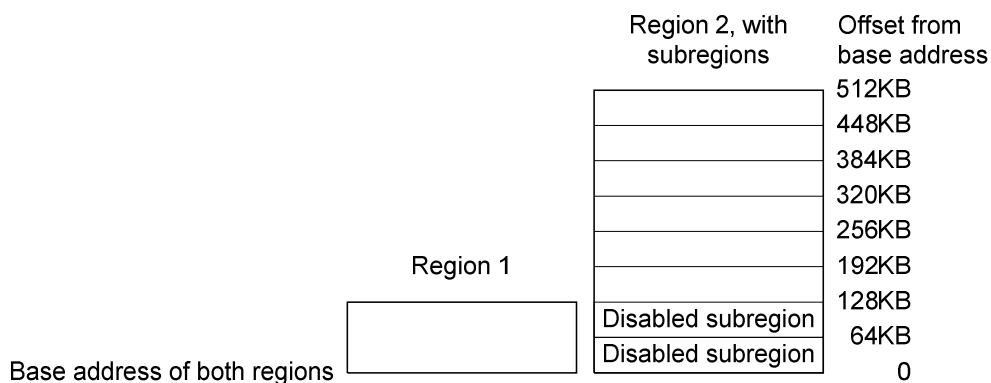 Region 2, with
subregions
Offset from
base address
512KB
448KB
384KB
320KB
256KB
192KB
128KB
64KB
0
Region 1
Disabled subregion
Disabled subregion
Base address of both regions